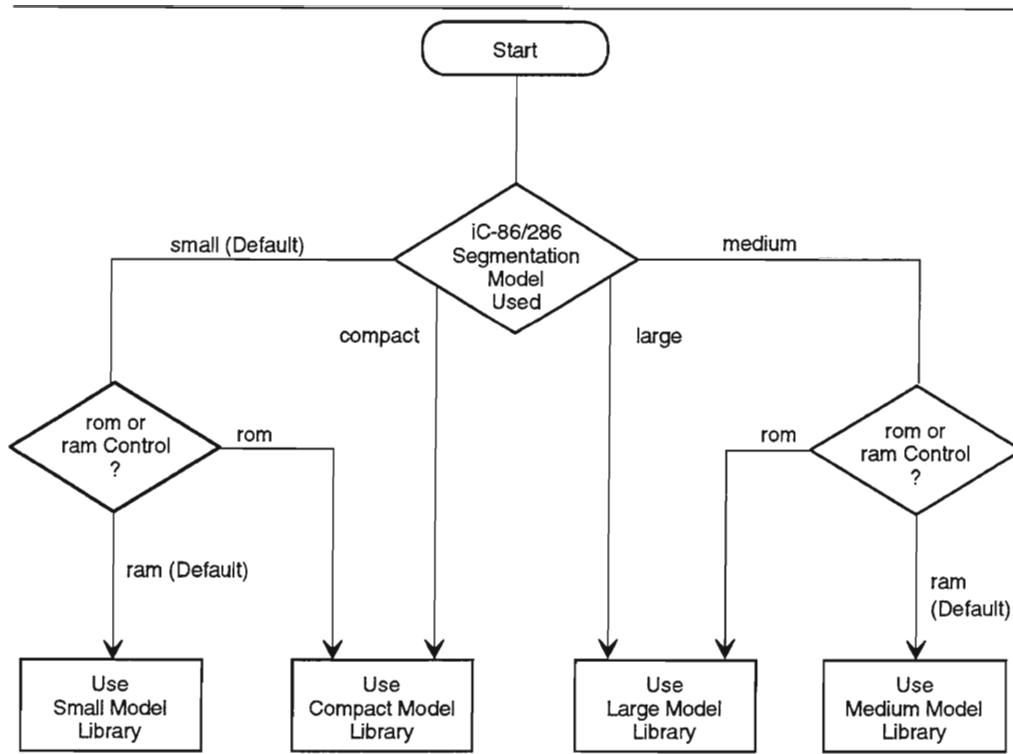 Start
iC-86/286
Segmentation
Model
Used
small (Default)
medium
compact
large
rom or
ram Control
?
rom
rom
rom or
ram Control
?
ram (Default)
ram
(Default)
Use
Small Model
Library
Use
Compact Model
Library
Use
Large Model
Library
Use
Medium Model
Library